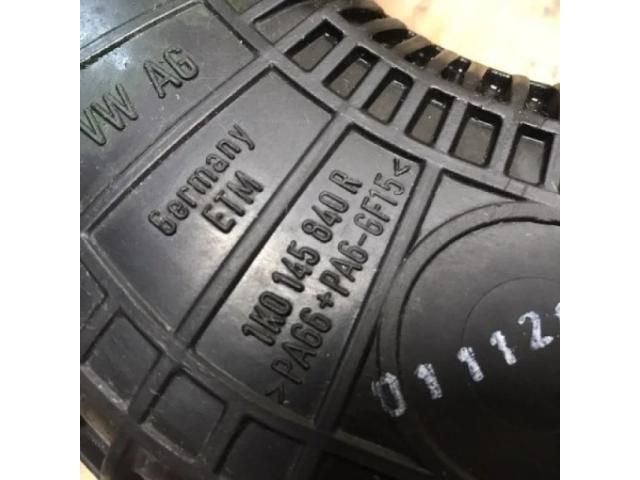 VW AG
Germany
ETM
1K0 145 840 R
>PA66+PA6-GF15<